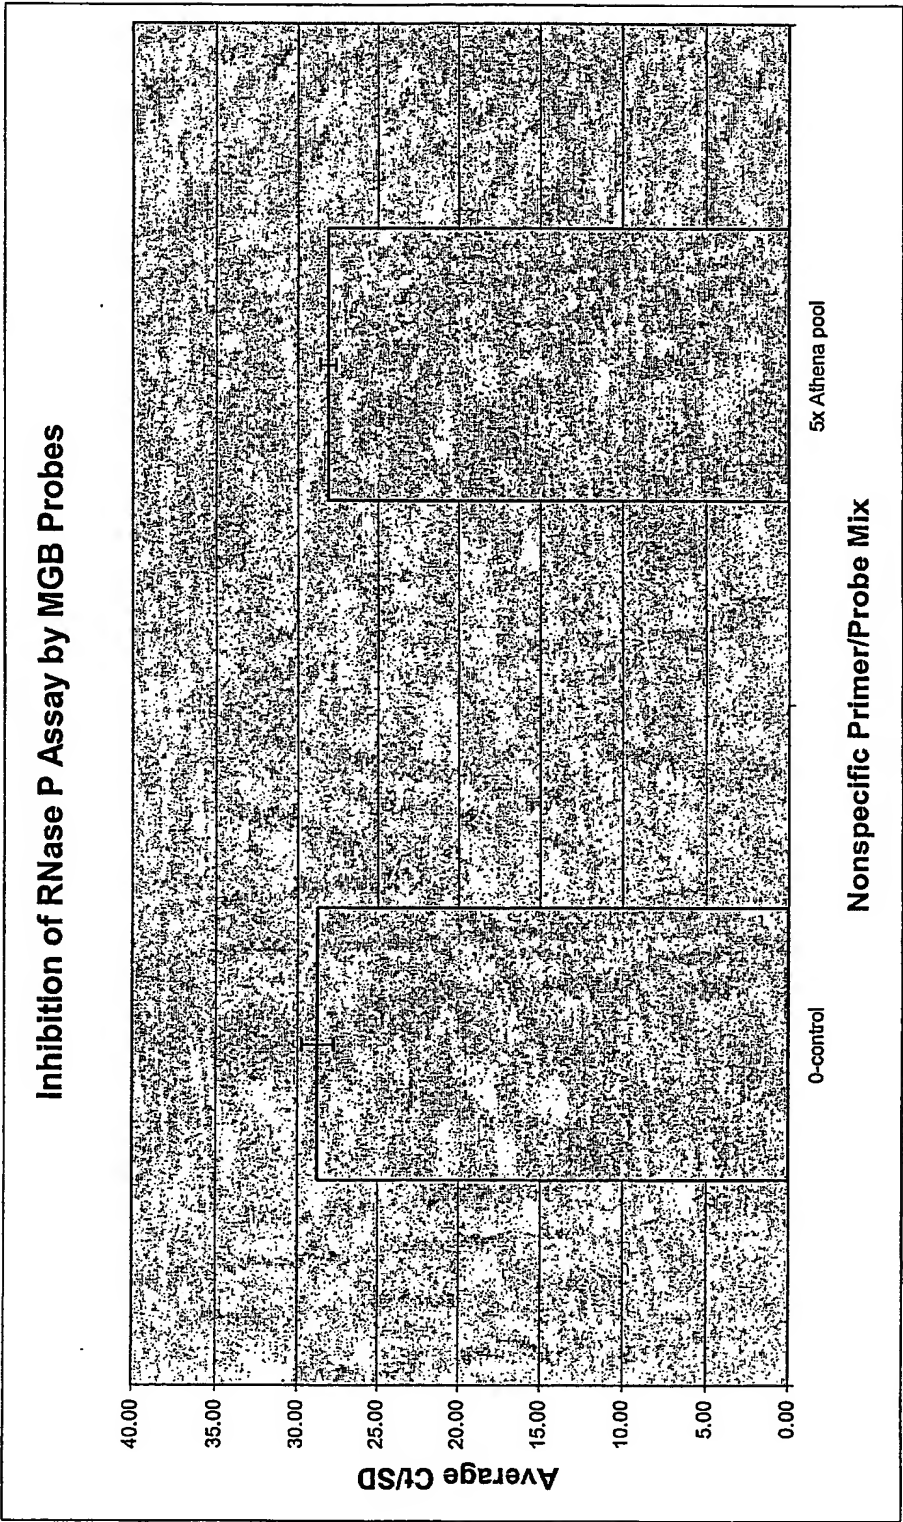 Inhibition of RNase P Assay by MGB Probes
Average Ct/SD
40.00
35.00
30.00
25.00
20.00
15.00
10.00
5.00
0.00
0-control
5x Athena pool
Nonspecific Primer/Probe Mix